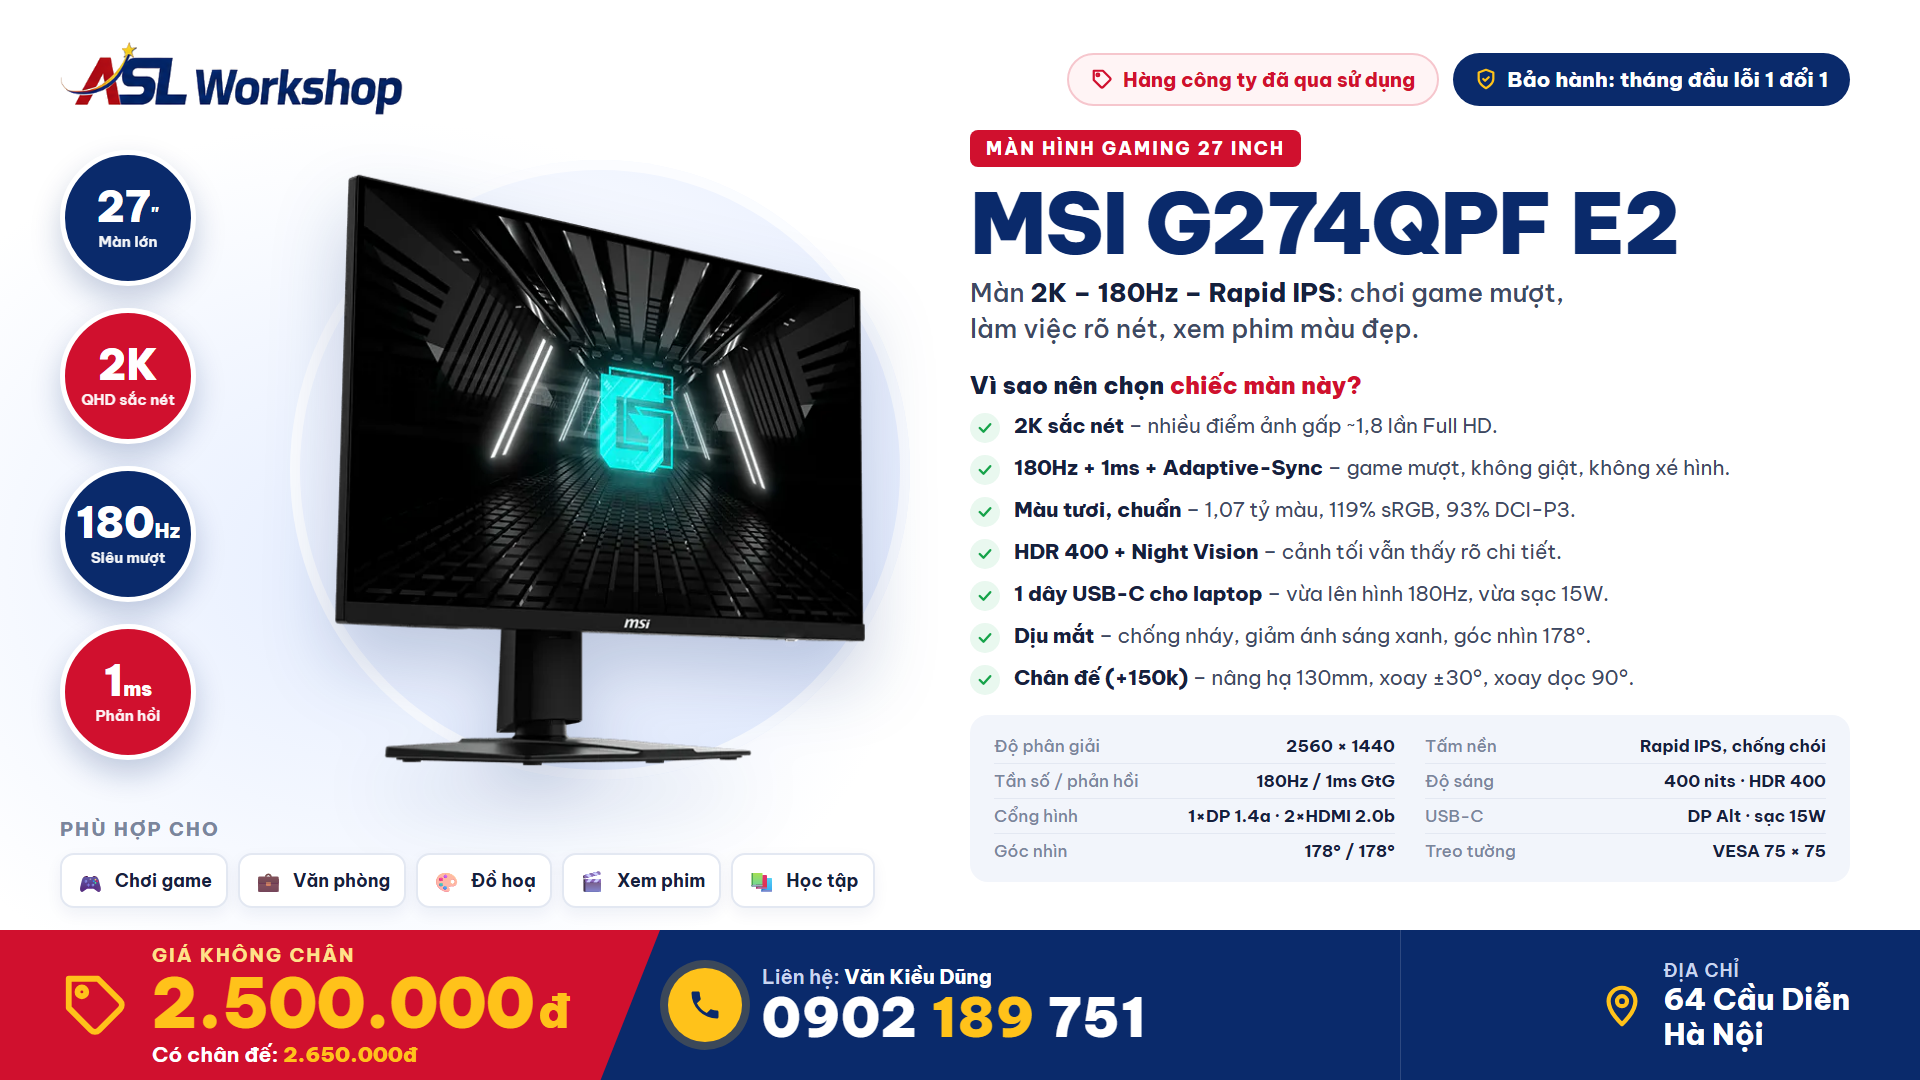 ASL Workshop
Hàng công ty đã qua sử dụng
Bảo hành: tháng đầu lỗi 1 đổi 1
27"
Màn lớn
2K
QHD sắc nét
180Hz
Siêu mượt
1ms
Phản hồi
msi
PHÙ HỢP CHO
Chơi game
Văn phòng
Đồ hoạ
Xem phim
Học tập
MÀN HÌNH GAMING 27 INCH
MSI G274QPF E2
Màn 2K – 180Hz – Rapid IPS: chơi game mượt,
làm việc rõ nét, xem phim màu đẹp.
Vì sao nên chọn chiếc màn này?
2K sắc nét – nhiều điểm ảnh gấp ~1,8 lần Full HD.
180Hz + 1ms + Adaptive-Sync – game mượt, không giật, không xé hình.
Màu tươi, chuẩn – 1,07 tỷ màu, 119% sRGB, 93% DCI-P3.
HDR 400 + Night Vision – cảnh tối vẫn thấy rõ chi tiết.
1 dây USB-C cho laptop – vừa lên hình 180Hz, vừa sạc 15W.
Dịu mắt – chống nháy, giảm ánh sáng xanh, góc nhìn 178°.
Chân đế (+150k) – nâng hạ 130mm, xoay ±30°, xoay dọc 90°.
Độ phân giải 2560 × 1440
Tấm nền Rapid IPS, chống chói
Tần số / phản hồi 180Hz / 1ms GtG
Độ sáng 400 nits · HDR 400
Cổng hình 1×DP 1.4a · 2×HDMI 2.0b
USB-C DP Alt · sạc 15W
Góc nhìn 178° / 178°
Treo tường VESA 75 × 75
GIÁ KHÔNG CHÂN
2.500.000đ
Có chân đế: 2.650.000đ
Liên hệ: Văn Kiều Dũng
0902 189 751
ĐỊA CHỈ
64 Cầu Diễn
Hà Nội